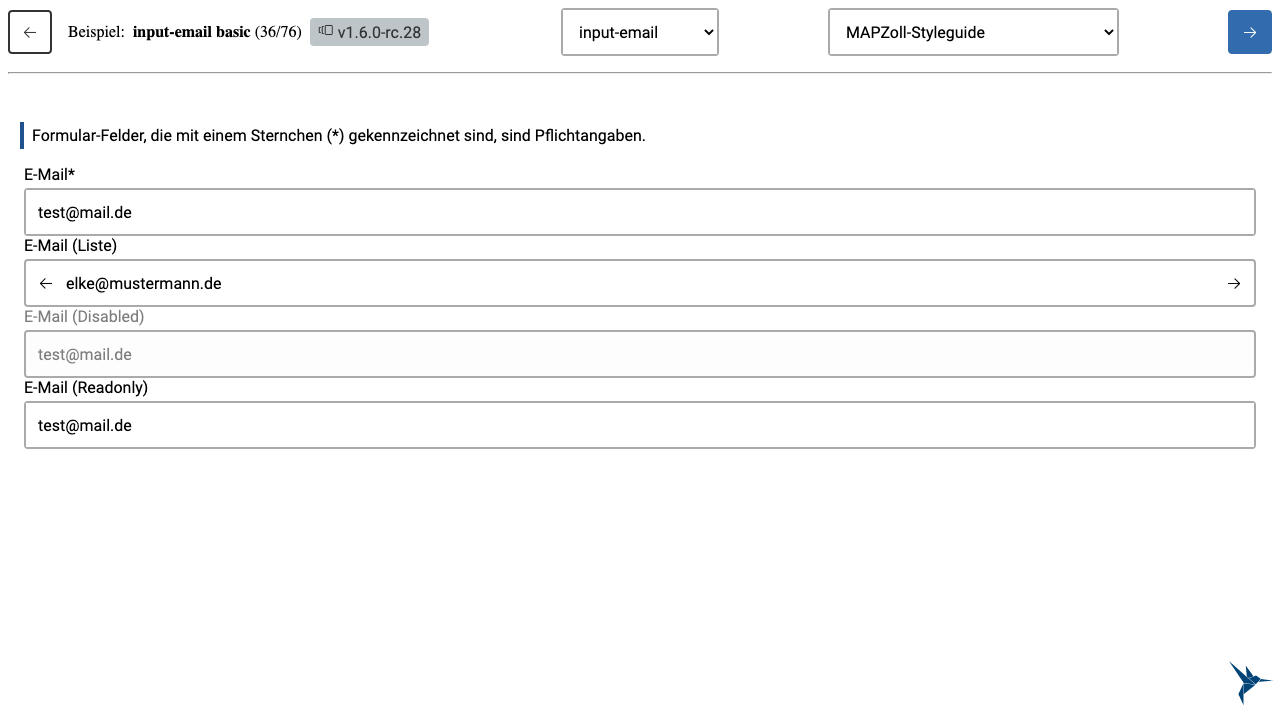 Beispiel: input-email basic (36/76) v1.6.0-rc.28 input-email MAPZoll-Styleguide
Formular-Felder, die mit einem Sternchen (*) gekennzeichnet sind, sind Pflichtangaben.
E-Mail*
test@mail.de
E-Mail (Liste)
elke@mustermann.de
E-Mail (Disabled)
test@mail.de
E-Mail (Readonly)
test@mail.de